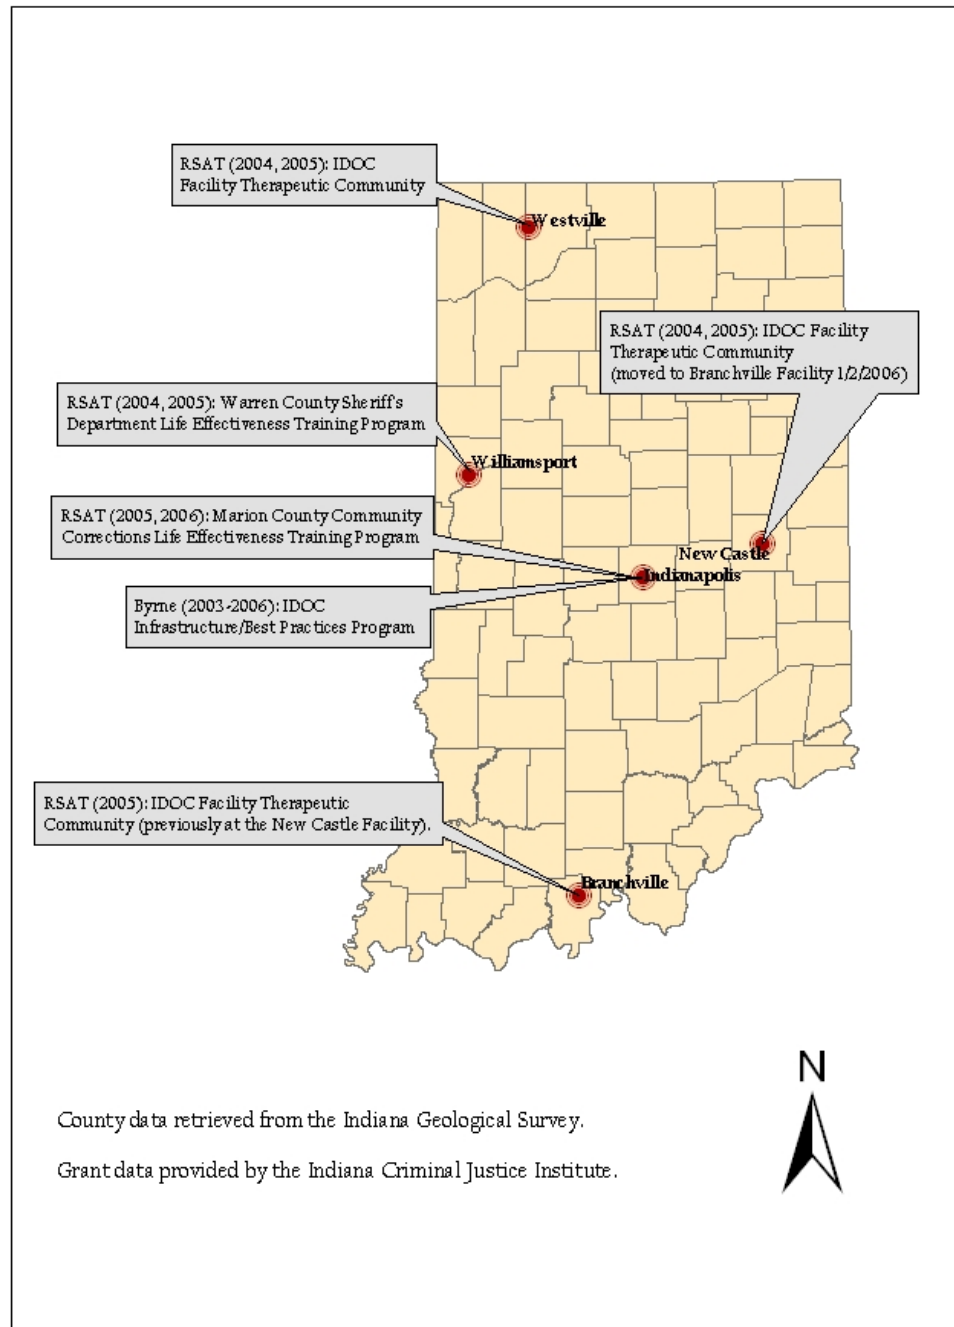 RSAT (2004, 2005): IDOC
Facility Therapeutic Community
Westville
RSAT (2004, 2005): IDOC Facility
Therapeutic Community
(moved to Branchville Facility 1/2/2006)
RSAT (2004, 2005): Warren County Sheriff's
Department Life Effectiveness Training Program
Williamsport
RSAT (2005, 2006): Marion County Community
Corrections Life Effectiveness Training Program
New Castle
Indianapolis
Byrne (2003-2006): IDOC
Infrastructure/Best Practices Program
RSAT (2005): IDOC Facility Therapeutic
Community (previously at the New Castle Facility).
Branchville
N
County data retrieved from the Indiana Geological Survey.
Grant data provided by the Indiana Criminal Justice Institute.